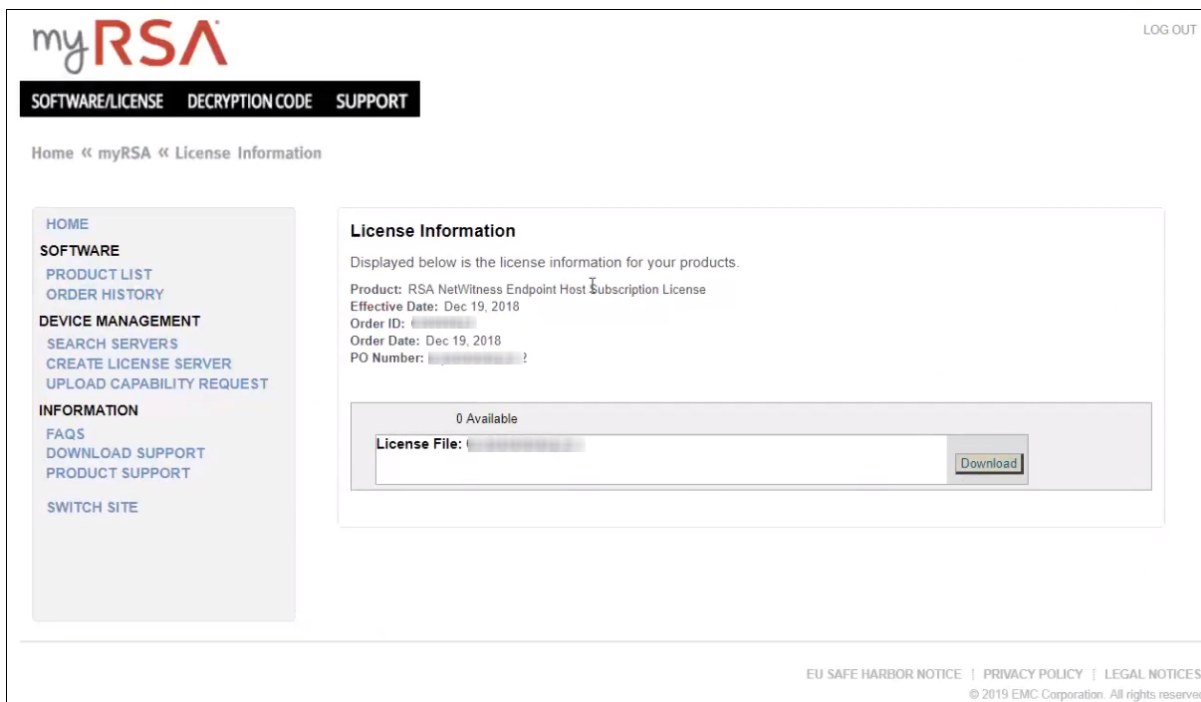 myRSA
LOG OUT
SOFTWARE/LICENSE DECRYPTION CODE SUPPORT
Home « myRSA « License Information
HOME
SOFTWARE
PRODUCT LIST
ORDER HISTORY
DEVICE MANAGEMENT
SEARCH SERVERS
CREATE LICENSE SERVER
UPLOAD CAPABILITY REQUEST
INFORMATION
FAQS
DOWNLOAD SUPPORT
PRODUCT SUPPORT
SWITCH SITE
License Information
Displayed below is the license information for your products.
Product: RSA NetWitness Endpoint Host Subscription License
Effective Date: Dec 19, 2018
Order ID:
Order Date: Dec 19, 2018
PO Number:
0 Available
License File:
Download
EU SAFE HARBOR NOTICE | PRIVACY POLICY | LEGAL NOTICES
© 2019 EMC Corporation. All rights reserved